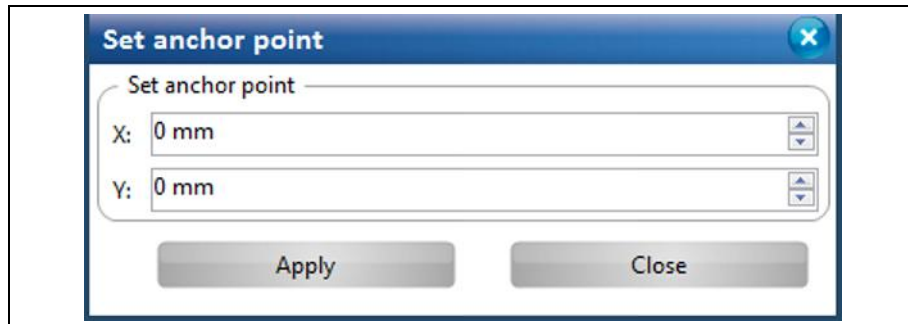 Set anchor point
Set anchor point
X: 0 mm
Y: 0 mm
Apply Close